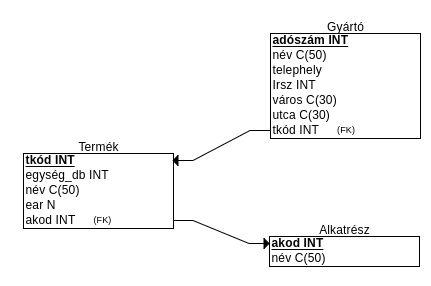 Gyártó
adószám INT
név C(50)
telephely
Irsz INT
város C(30)
utca C(30)
tkód INT (FK)
Termék
tkód INT
egység_db INT
név C(50)
ear N
akod INT (FK)
Alkatrész
akod INT
név C(50)